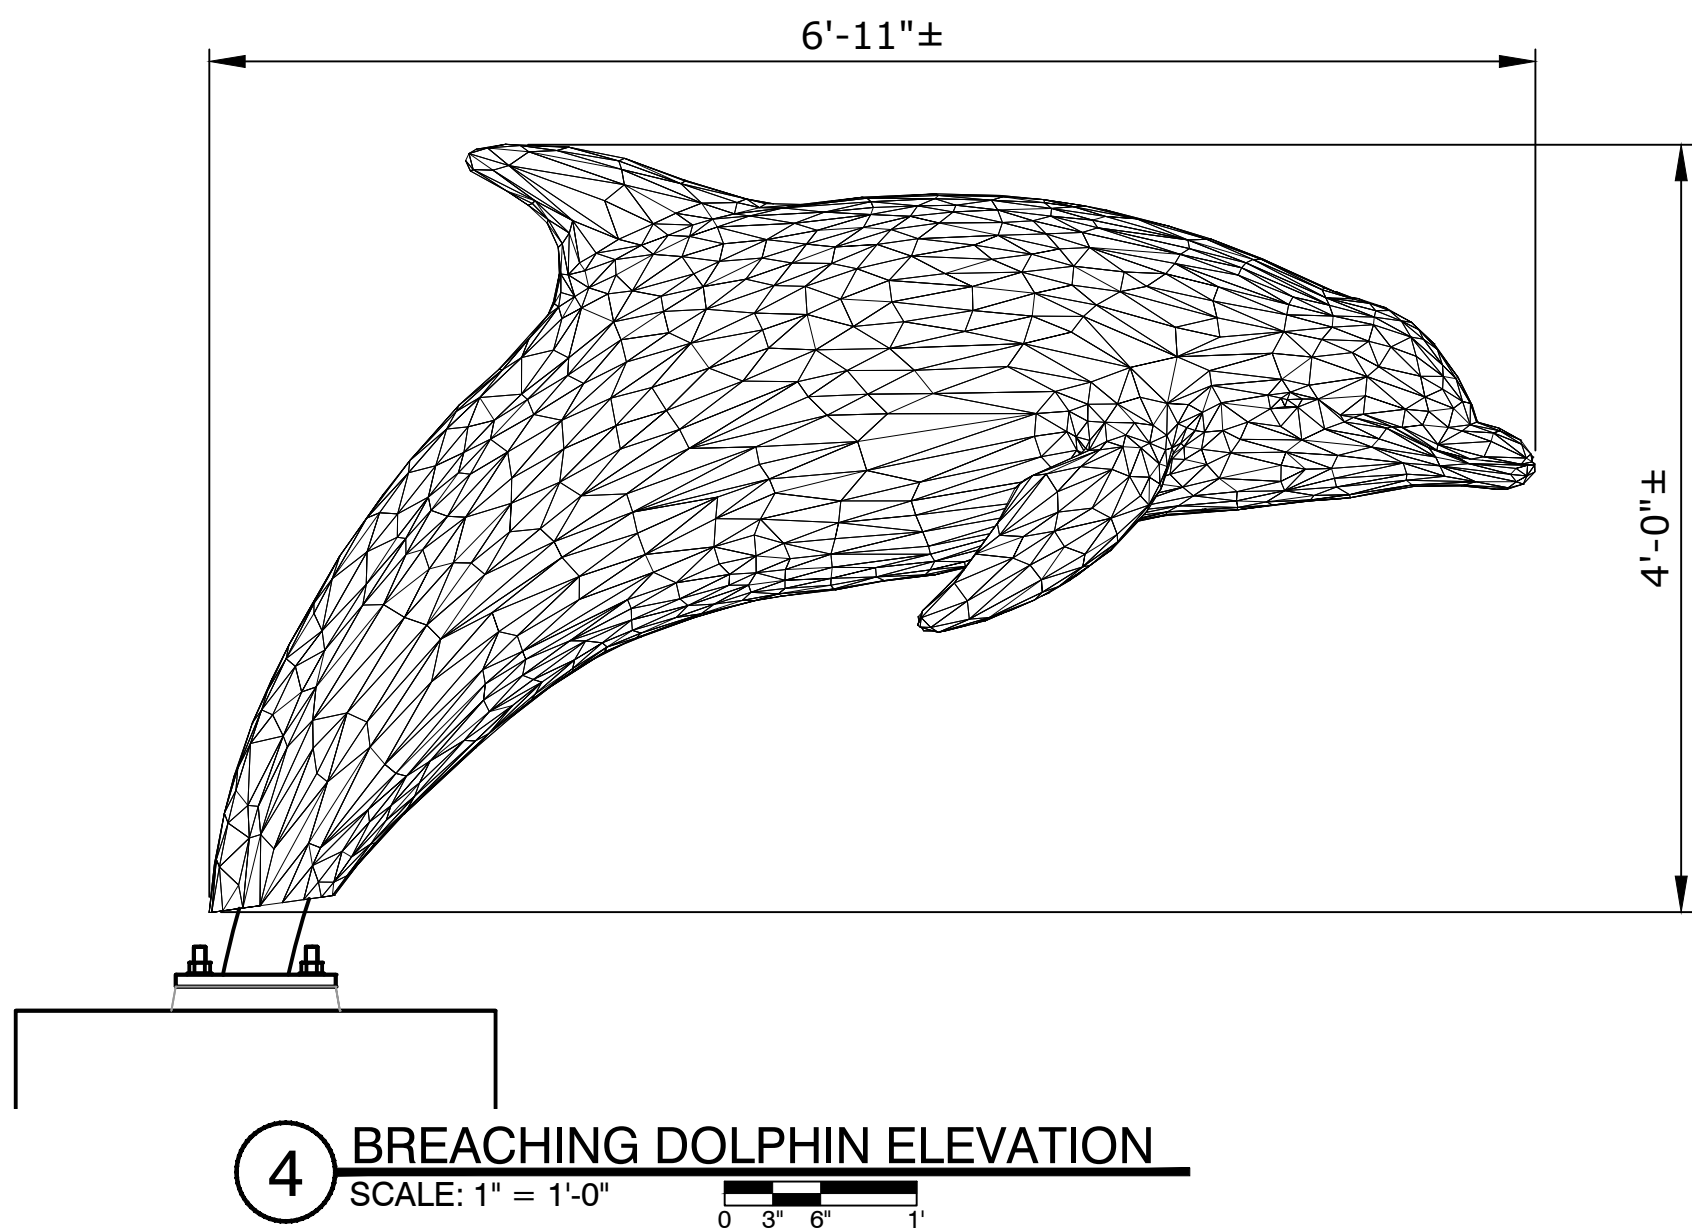 6'-11"±
4'-0"±
4
BREACHING DOLPHIN ELEVATION
SCALE: 1" = 1'-0"
0 3" 6" 1'